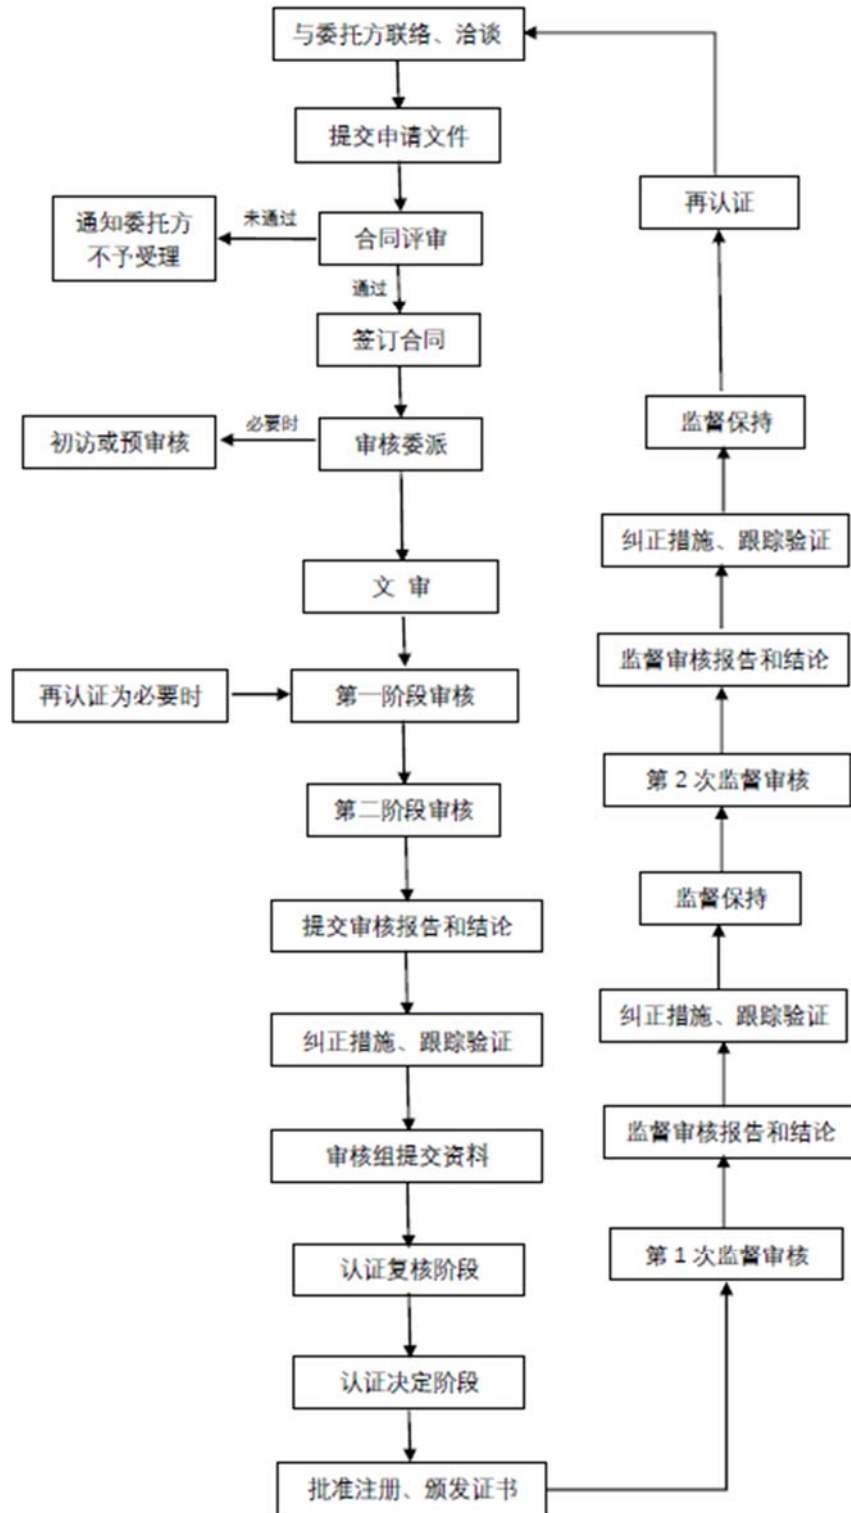 与委托方联络、洽谈
提交申请文件
通知委托方
不予受理
未通过
合同评审
通过
签订合同
初访或预审核
必要时
审核委派
文 审
再认证为必要时
第一阶段审核
第二阶段审核
提交审核报告和结论
纠正措施、跟踪验证
审核组提交资料
认证复核阶段
认证决定阶段
批准注册、颁发证书
再认证
监督保持
纠正措施、跟踪验证
监督审核报告和结论
第 2 次监督审核
监督保持
纠正措施、跟踪验证
监督审核报告和结论
第 1 次监督审核